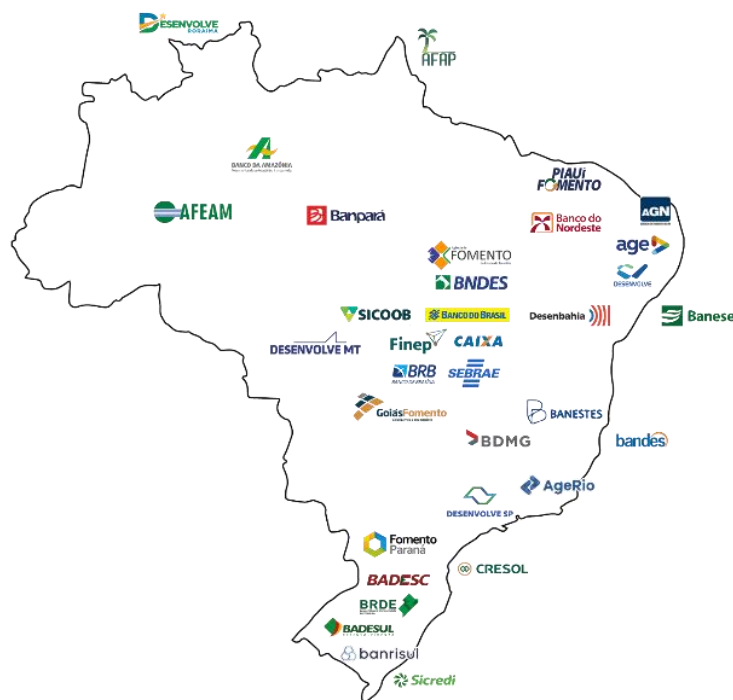 DESENVOLVE
RORAIMA
AFAP
BANCO DA AMAZÔNIA
PIAUÍ
FOMENTO
AFEAM
Banpará
Banco do
Nordeste
AGN
age
FOMENTO
DESENVOLVE
BNDES
SICOOB
BANCO DO BRASIL
Desenbahia
Banese
DESENVOLVE MT
Finep
CAIXA
BRB
SEBRAE
GoiásFomento
BANESTES
BDMG
bandes
AgeRio
DESENVOLVE SP
Fomento
Paraná
CRESOL
BADESC
BRDE
BADESUL
banrisul
Sicredi